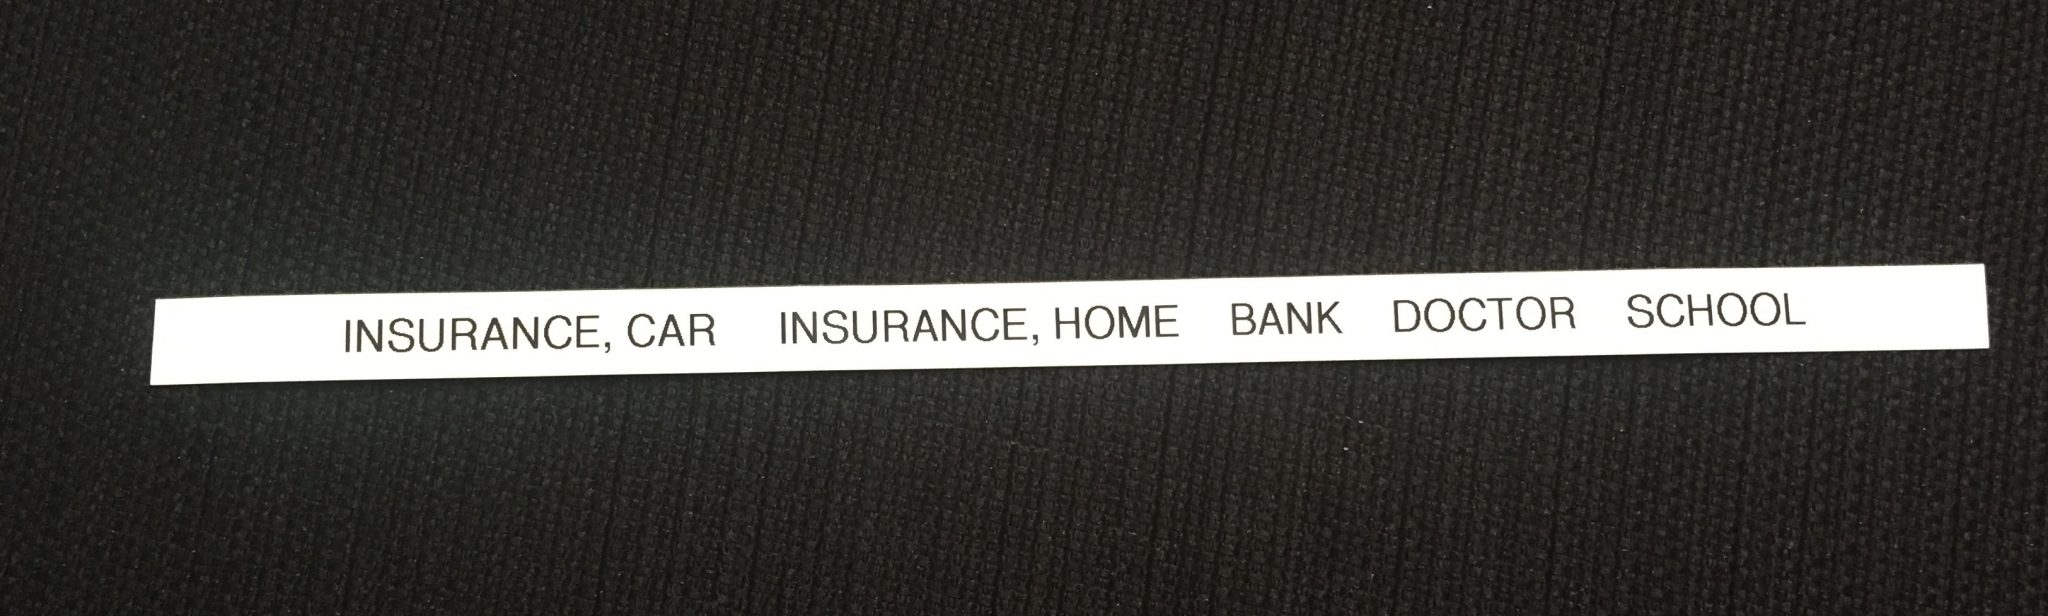 INSURANCE, CAR INSURANCE, HOME BANK DOCTOR SCHOOL